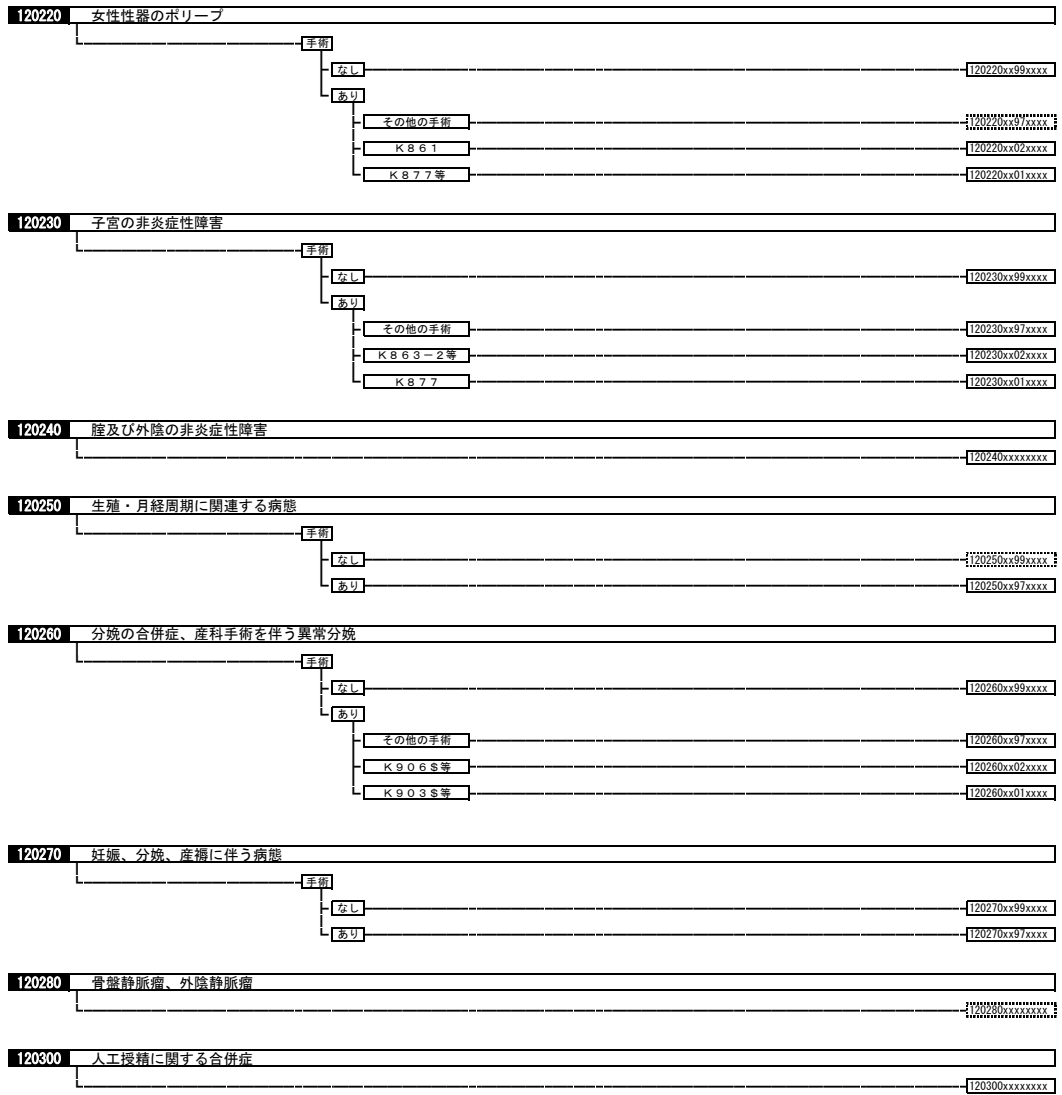 120220 女性性器のポリープ
手術
なし 120220xx99xxxx
あり
その他の手術 120220xx97xxxx
K861 120220xx02xxxx
K877等 120220xx01xxxx
120230 子宮の非炎症性障害
手術
なし 120230xx99xxxx
あり
その他の手術 120230xx97xxxx
K863-2等 120230xx02xxxx
K877 120230xx01xxxx
120240 腟及び外陰の非炎症性障害
120240xxxxxxxx
120250 生殖・月経周期に関連する病態
手術
なし 120250xx99xxxx
あり 120250xx97xxxx
120260 分娩の合併症、産科手術を伴う異常分娩
手術
なし 120260xx99xxxx
あり
その他の手術 120260xx97xxxx
K906$等 120260xx02xxxx
K903$等 120260xx01xxxx
120270 妊娠、分娩、産褥に伴う病態
手術
なし 120270xx99xxxx
あり 120270xx97xxxx
120280 骨盤静脈瘤、外陰静脈瘤
120280xxxxxxxx
120300 人工授精に関する合併症
120300xxxxxxxx